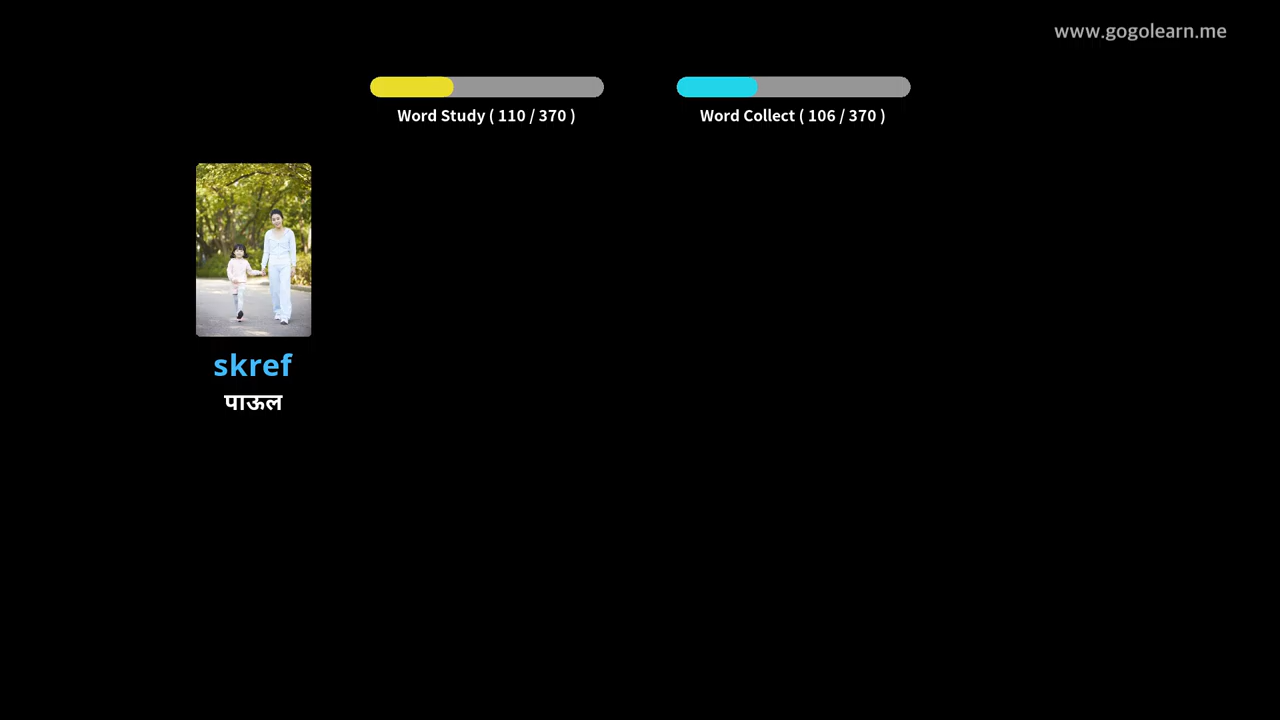 www.gogolearn.me
Word Study ( 110 / 370 )
Word Collect ( 106 / 370 )
skref
पाऊल